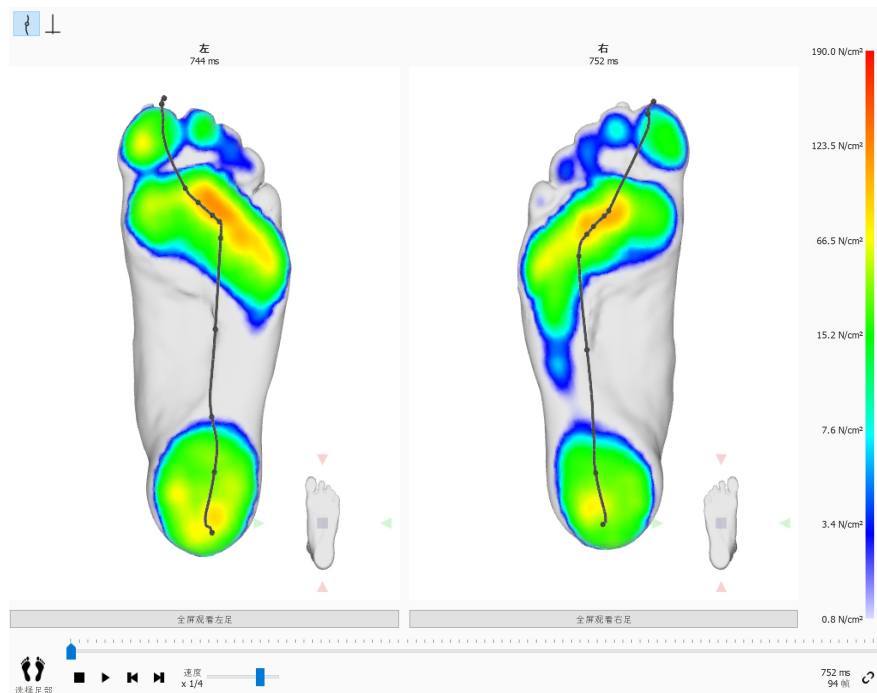 左
744 ms
右
752 ms
190.0 N/cm²
123.5 N/cm²
66.5 N/cm²
15.2 N/cm²
7.6 N/cm²
3.4 N/cm²
0.8 N/cm²
全屏观看左足
全屏观看右足
选择足部
速度
x 1/4
752 ms
94 帧